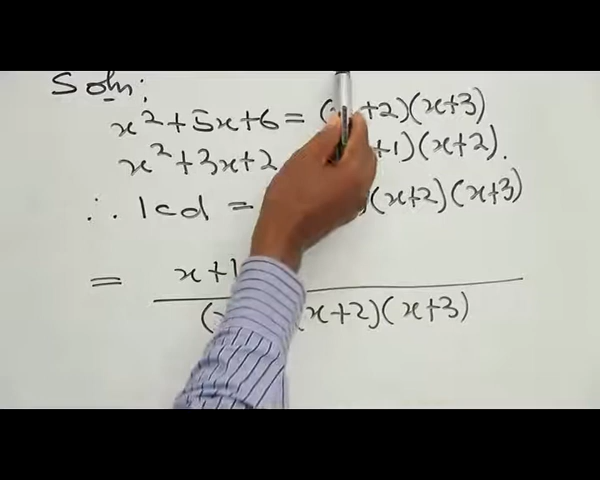 Soln:
x²+5x+6 = (x+2)(x+3)
x²+3x+2 +1)(x+2).
∴ lcd = (x+2)(x+3)
= x+1
(x+2)(x+3)